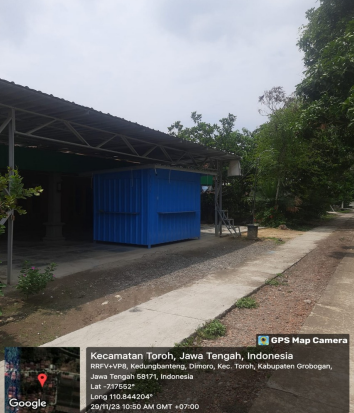 GPS Map Camera
Kecamatan Toroh, Jawa Tengah, Indonesia
RRFV+VP8, Kedungbanteng, Dimoro, Kec. Toroh, Kabupaten Grobogan,
Jawa Tengah 58171, Indonesia
Lat -7.17552°
Long 110.844204°
29/11/23 10:50 AM GMT +07:00
Google